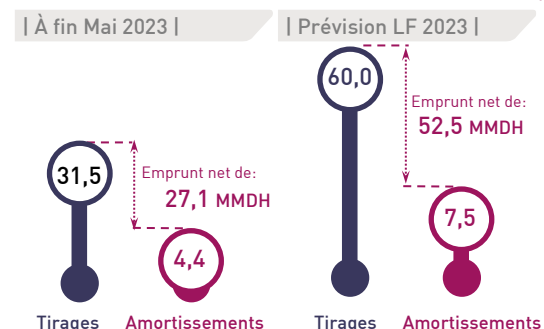 | À fin Mai 2023 |
| Prévision LF 2023 |
31,5
Emprunt net de:
27,1 MMDH
4,4
60,0
Emprunt net de:
52,5 MMDH
7,5
Tirages
Amortissements
Tirages
Amortissements